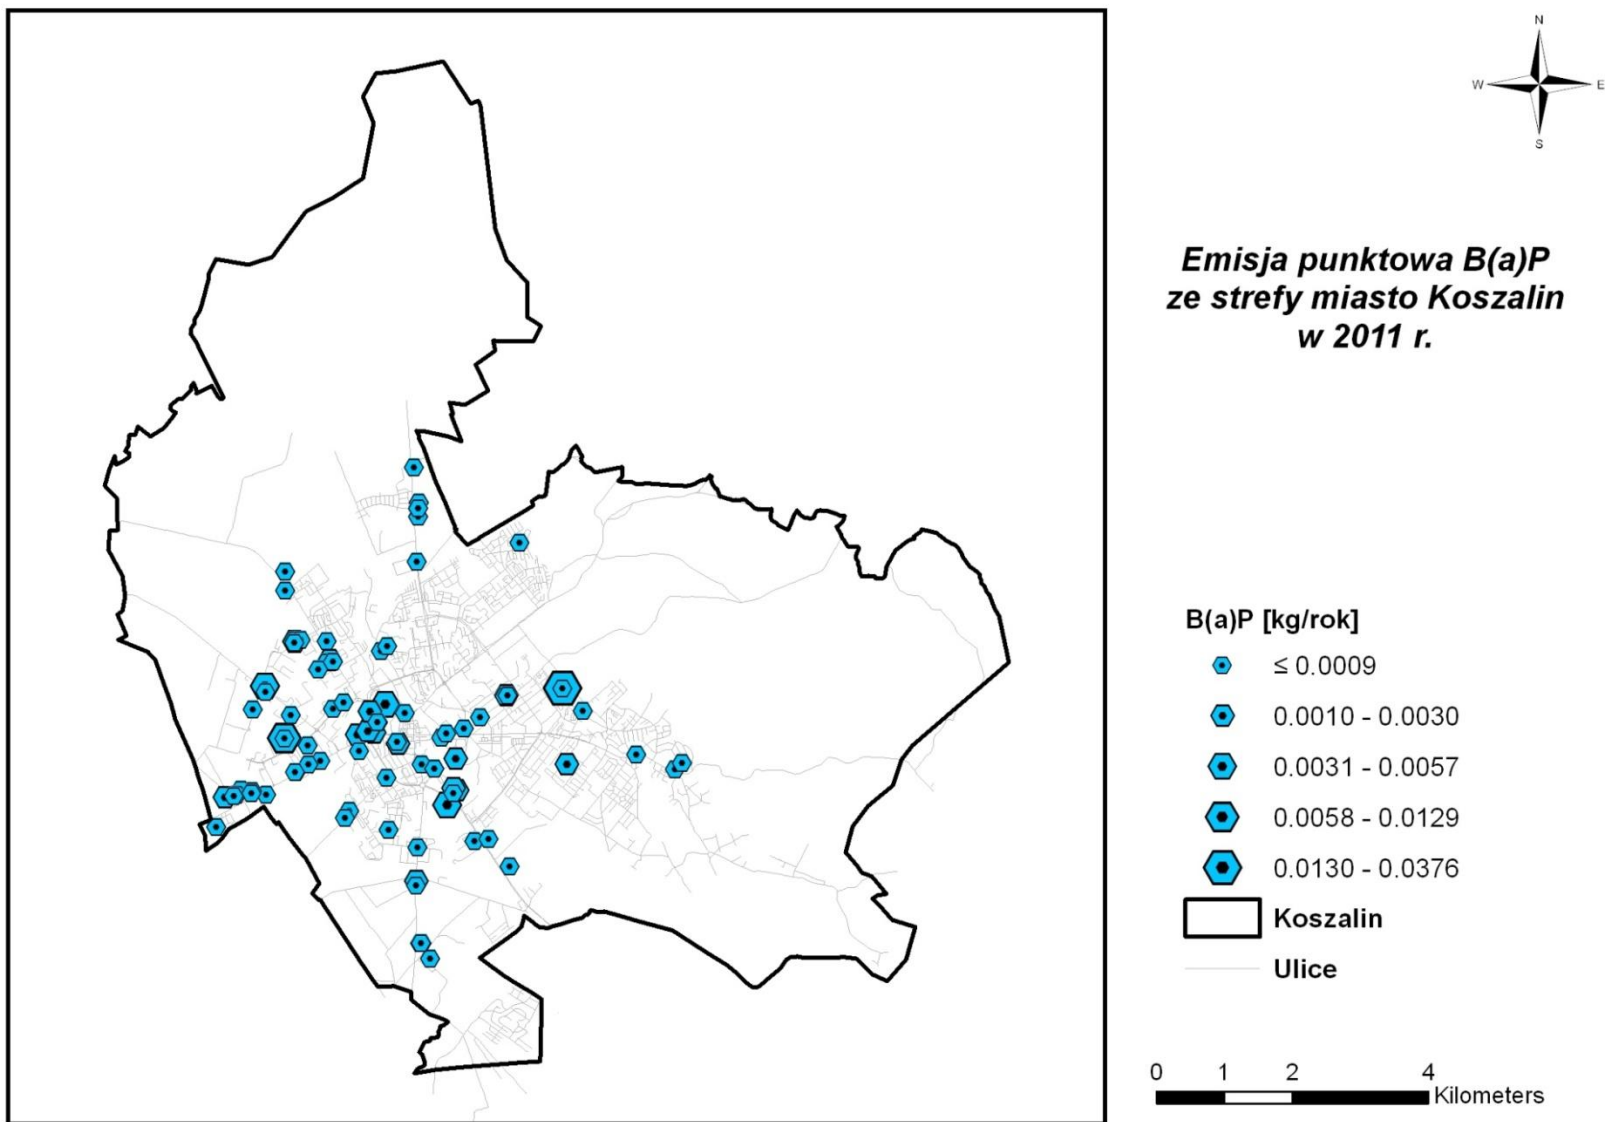 N
W E
S
Emisja punktowa B(a)P
ze strefy miasto Koszalin
w 2011 r.
B(a)P [kg/rok]
≤ 0.0009
0.0010 - 0.0030
0.0031 - 0.0057
0.0058 - 0.0129
0.0130 - 0.0376
Koszalin
Ulice
0 1 2 4
Kilometers